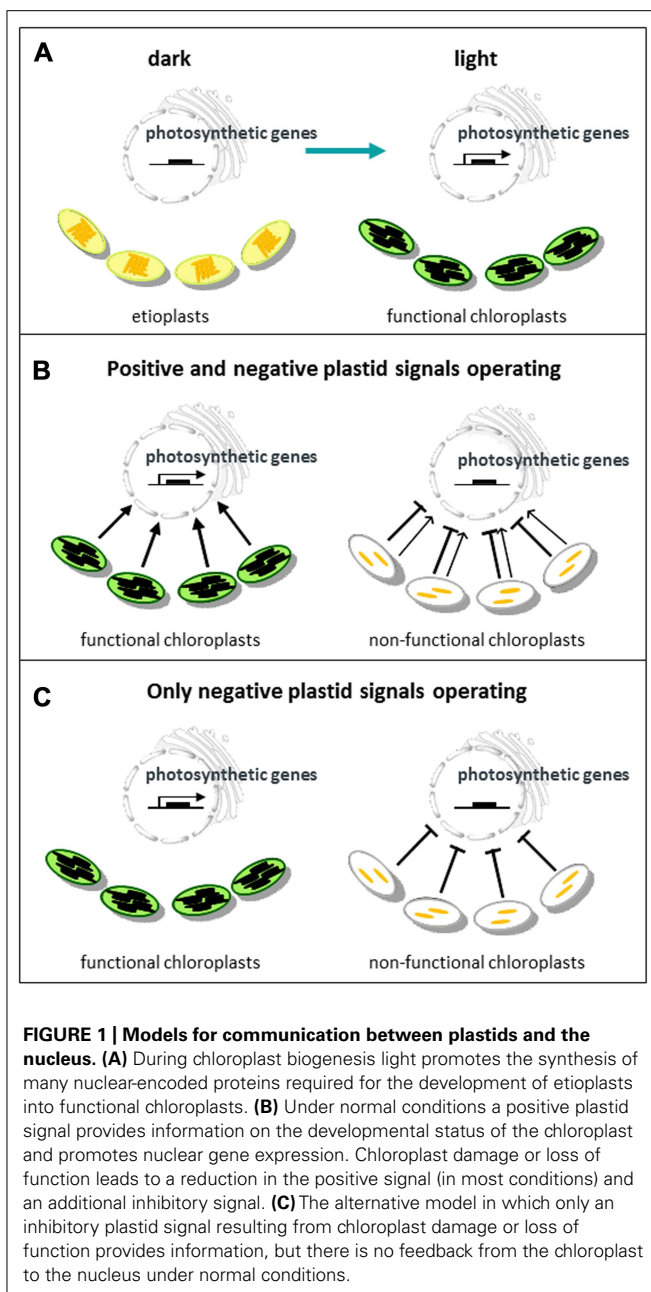 A
dark light
photosynthetic genes photosynthetic genes
etioplasts functional chloroplasts
B Positive and negative plastid signals operating
photosynthetic genes photosynthetic genes
functional chloroplasts non-functional chloroplasts
C Only negative plastid signals operating
photosynthetic genes photosynthetic genes
functional chloroplasts non-functional chloroplasts
FIGURE 1 | Models for communication between plastids and the
nucleus. (A) During chloroplast biogenesis light promotes the synthesis of
many nuclear-encoded proteins required for the development of etioplasts
into functional chloroplasts. (B) Under normal conditions a positive plastid
signal provides information on the developmental status of the chloroplast
and promotes nuclear gene expression. Chloroplast damage or loss of
function leads to a reduction in the positive signal (in most conditions) and
an additional inhibitory signal. (C) The alternative model in which only an
inhibitory plastid signal resulting from chloroplast damage or loss of
function provides information, but there is no feedback from the chloroplast
to the nucleus under normal conditions.